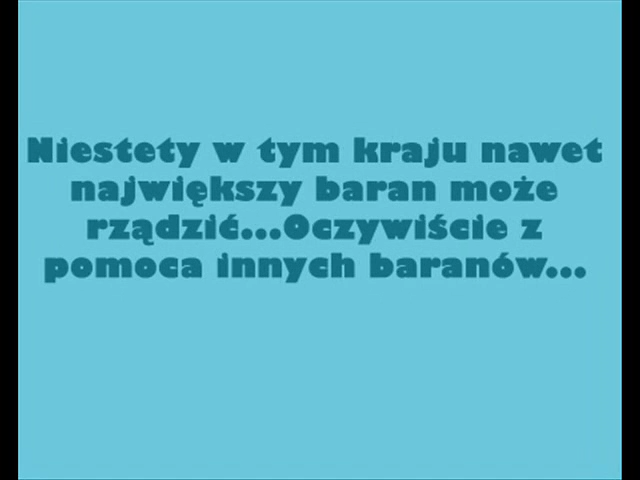 Niestety w tym kraju nawet
największy baran może
rządzić...Oczywiście z
pomoca innych baranów...